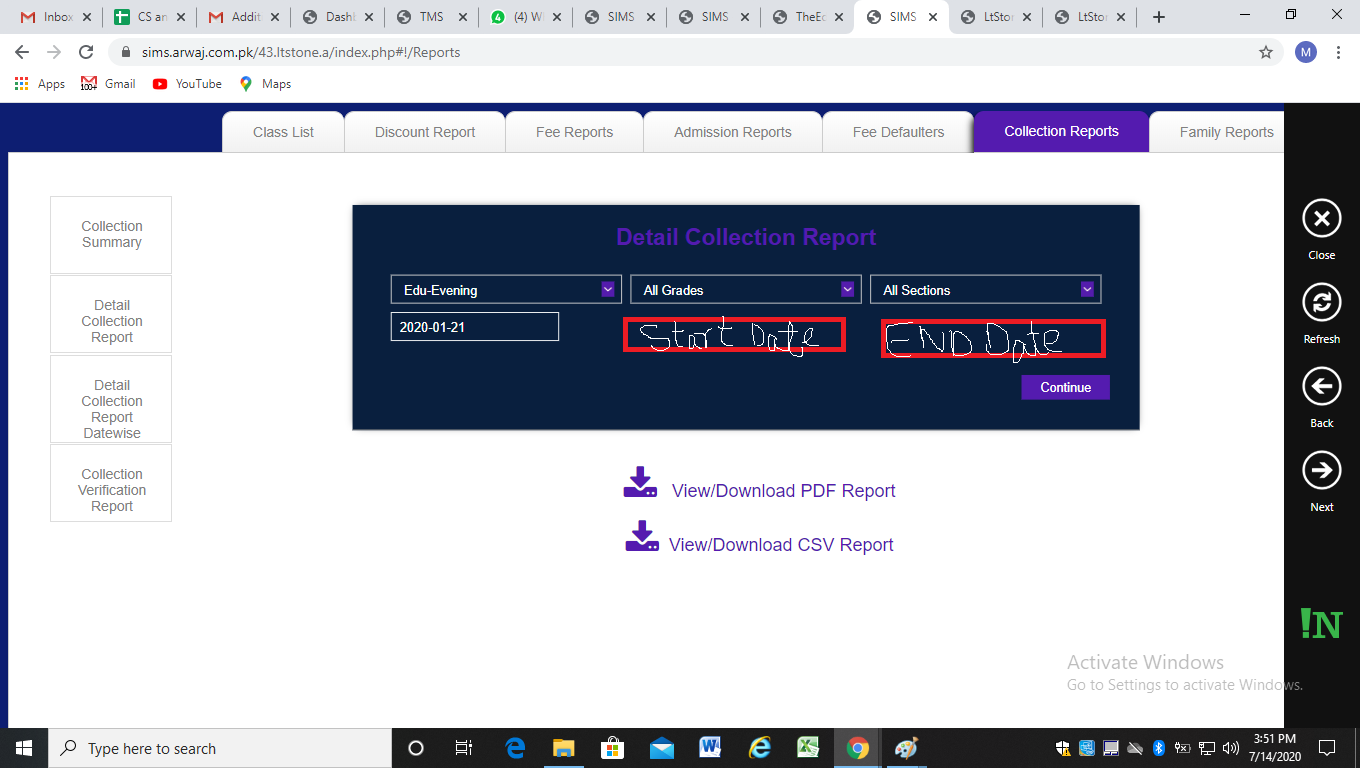 Inbox
CS an
Addit
Dashl
TMS
(4) W
SIMS
SIMS
TheEc
SIMS
LtStor
LtStor
sims.arwaj.com.pk/43.ltstone.a/index.php#!/Reports
M
Apps
100+
Gmail
YouTube
Maps
Class List
Discount Report
Fee Reports
Admission Reports
Fee Defaulters
Collection Reports
Family Reports
Collection
Summary
Detail
Collection
Report
Detail
Collection
Report
Datewise
Collection
Verification
Report
Detail Collection Report
Edu-Evening
All Grades
All Sections
2020-01-21
Start Date
END Date
Continue
View/Download PDF Report
View/Download CSV Report
Close
Refresh
Back
Next
!N
Activate Windows
Go to Settings to activate Windows.
Type here to search
3:51 PM
7/14/2020